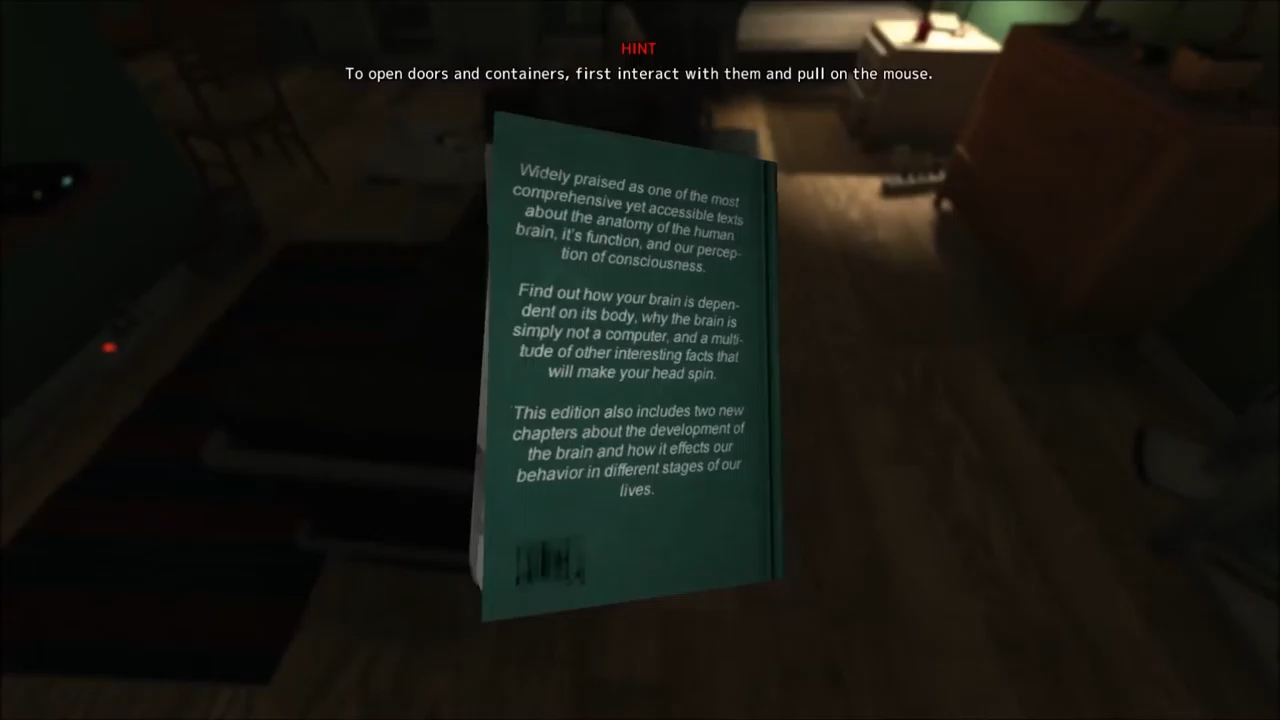 HINT
To open doors and containers, first interact with them and pull on the mouse.
Widely praised as one of the most
comprehensive yet accessible texts
about the anatomy of the human
brain, it's function, and our percep-
tion of consciousness.
Find out how your brain is depen-
dent on its body, why the brain is
simply not a computer, and a multi-
tude of other interesting facts that
will make your head spin.
This edition also includes two new
chapters about the development of
the brain and how it effects our
behavior in different stages of our
lives.